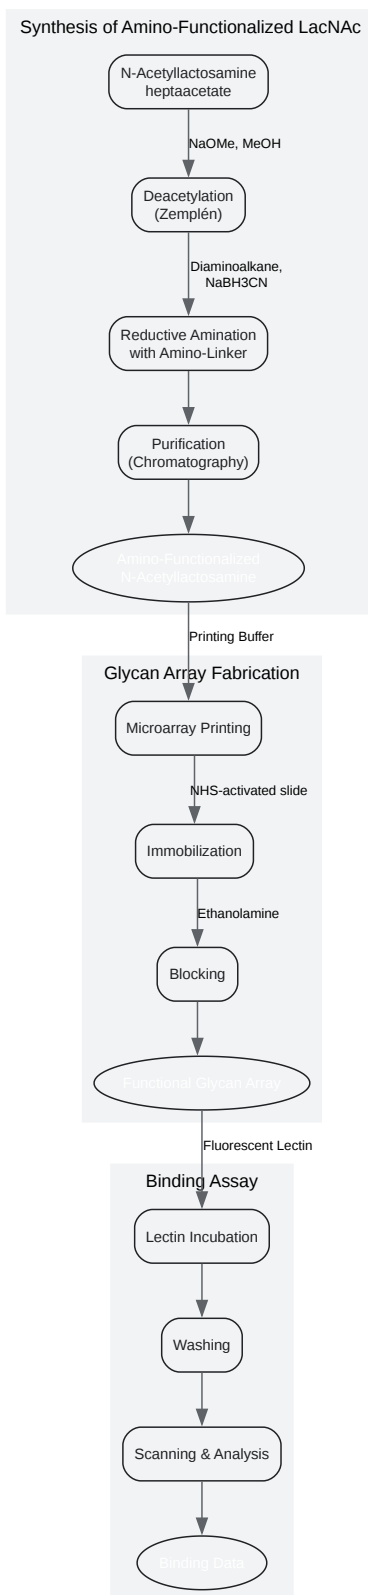 Synthesis of Amino-Functionalized LacNAc
N-Acetyllactosamine
heptaacetate
NaOMe, MeOH
Deacetylation
(Zemplén)
Diaminoalkane,
NaBH3CN
Reductive Amination
with Amino-Linker
Purification
(Chromatography)
Amino-Functionalized
N-Acetyllactosamine
Printing Buffer
Glycan Array Fabrication
Microarray Printing
NHS-activated slide
Immobilization
Ethanolamine
Blocking
Functional Glycan Array
Fluorescent Lectin
Binding Assay
Lectin Incubation
Washing
Scanning & Analysis
Binding Data